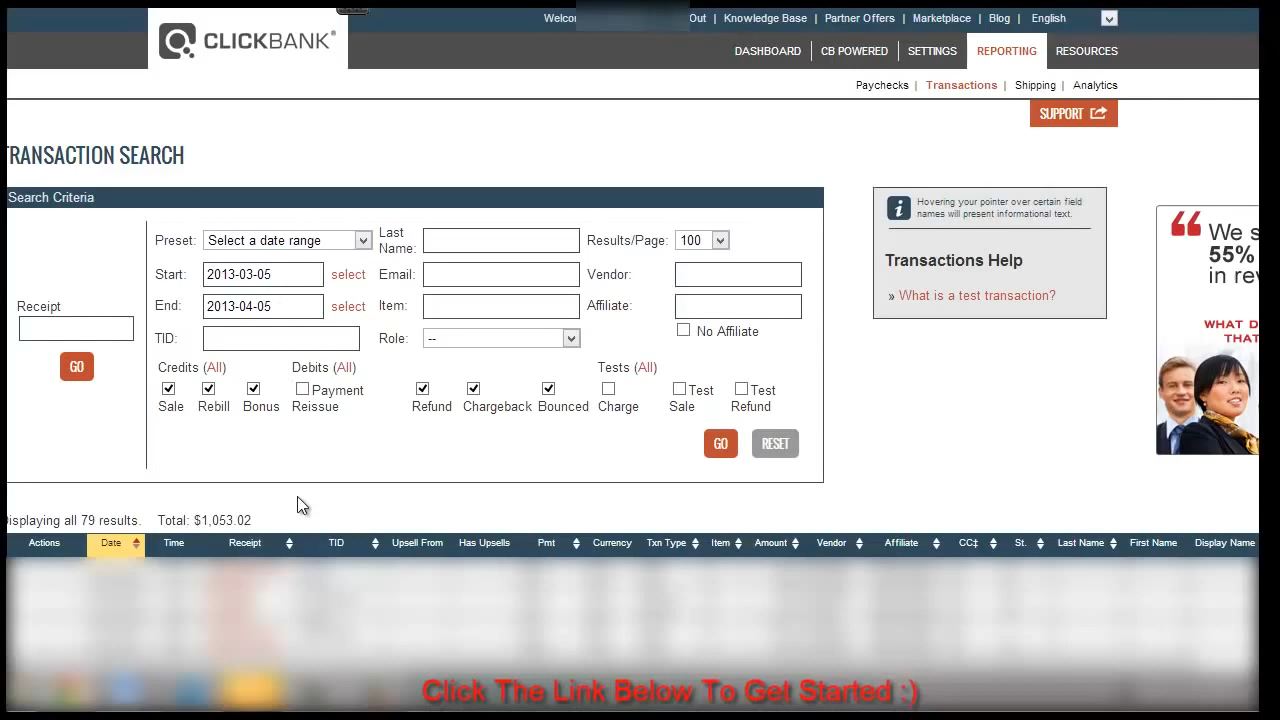 Welcom Out | Knowledge Base | Partner Offers | Marketplace | Blog | English
CLICKBANK®
DASHBOARD | CB POWERED | SETTINGS | REPORTING | RESOURCES
Paychecks | Transactions | Shipping | Analytics
SUPPORT
TRANSACTION SEARCH
Search Criteria
Receipt
GO
Preset: Select a date range Last Name: Results/Page: 100
Start: 2013-03-05 select Email: Vendor:
End: 2013-04-05 select Item: Affiliate:
No Affiliate
TID: Role: --
Credits (All) Debits (All) Tests (All)
Sale Rebill Bonus Payment Reissue Refund Chargeback Bounced Charge Test Sale Test Refund
GO RESET
Hovering your pointer over certain field
names will present informational text.
Transactions Help
» What is a test transaction?
We s
55%
in rev
WHAT D
THAT
isplaying all 79 results. Total: $1,053.02
Actions Date Time Receipt TID Upsell From Has Upsells Pmt Currency Txn Type Item Amount Vendor Affiliate CC‡ St. Last Name First Name Display Name
Click The Link Below To Get Started :)